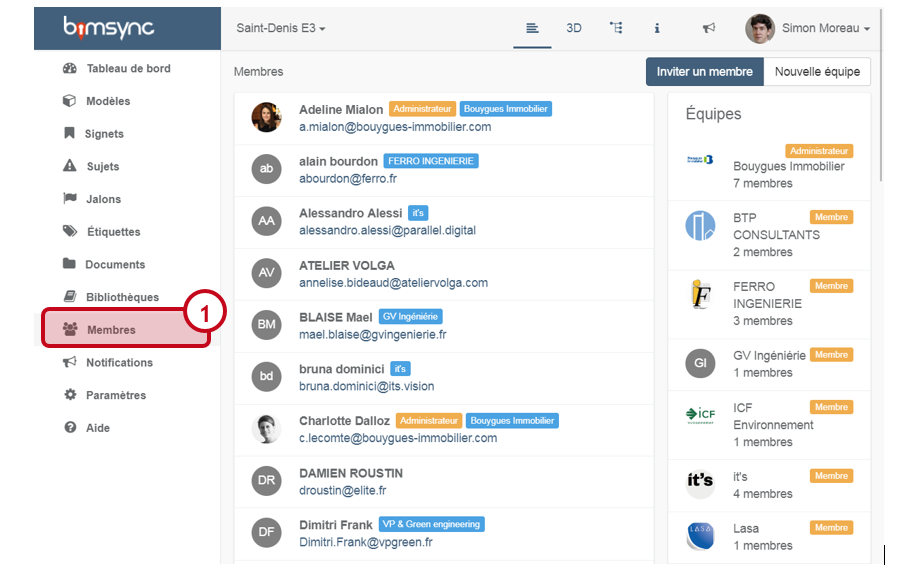 bimsync
Saint-Denis E3
3D
Simon Moreau
Tableau de bord
Modèles
Signets
Sujets
Jalons
Étiquettes
Documents
Bibliothèques
Membres
1
Notifications
Paramètres
Aide
Membres
Inviter un membre
Nouvelle équipe
Adeline Mialon Administrateur Bouygues Immobilier
a.mialon@bouygues-immobilier.com
ab
alain bourdon FERRO INGENIERIE
abourdon@ferro.fr
AA
Alessandro Alessi it's
alessandro.alessi@parallel.digital
AV
ATELIER VOLGA
annelise.bideaud@ateliervolga.com
BM
BLAISE Mael GV Ingéniérie
mael.blaise@gvingenierie.fr
bd
bruna dominici it's
bruna.dominici@its.vision
Charlotte Dalloz Administrateur Bouygues Immobilier
c.lecomte@bouygues-immobilier.com
DR
DAMIEN ROUSTIN
droustin@elite.fr
DF
Dimitri Frank VP & Green engineering
Dimitri.Frank@vpgreen.fr
Équipes
Administrateur
Bouygues Immobilier
7 membres
BTP Membre
CONSULTANTS
2 membres
iF
FERRO Membre
INGENIERIE
3 membres
GI
GV Ingéniérie Membre
1 membres
ICF
ICF Membre
Environnement
1 membres
it's
it's Membre
4 membres
LASA
Lasa Membre
1 membres